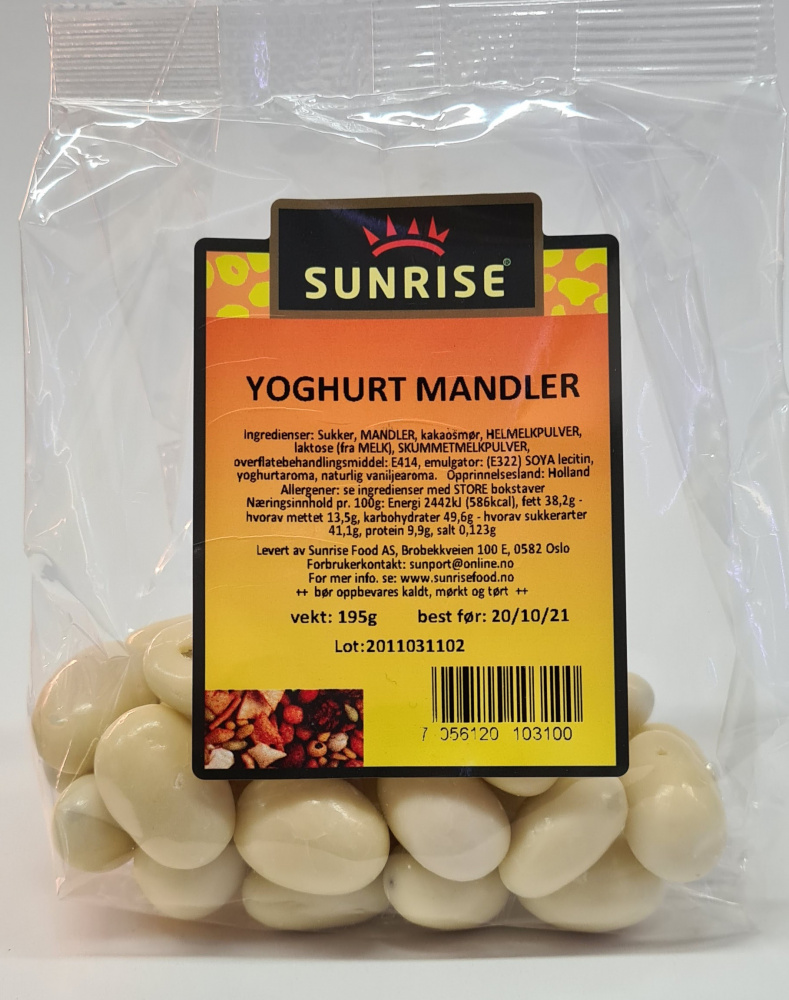 SUNRISE®
YOGHURT MANDLER
Ingredienser: Sukker, MANDLER, kakaosmør, HELMELKPULVER,
laktose (fra MELK), SKUMMETMELKPULVER,
overflatebehandlingsmiddel: E414, emulgator: (E322) SOYA lecitin,
yoghurtaroma, naturlig vaniljearoma. Opprinnelsesland: Holland
Allergener: se ingredienser med STORE bokstaver
Næringsinnhold pr. 100g: Energi 2442kJ (586kcal), fett 38,2g -
hvorav mettet 13,5g, karbohydrater 49,6g - hvorav sukkerarter
41,1g, protein 9,9g, salt 0,123g
Levert av Sunrise Food AS, Brobekkveien 100 E, 0582 Oslo
Forbrukerkontakt: sunport@online.no
For mer info. se: www.sunrisefood.no
++ bør oppbevares kaldt, mørkt og tørt ++
vekt: 195g best før: 20/10/21
Lot:2011031102
7 056120 103100